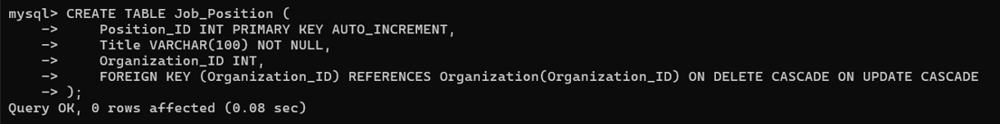 mysql> CREATE TABLE Job_Position (
    ->     Position_ID INT PRIMARY KEY AUTO_INCREMENT,
    ->     Title VARCHAR(100) NOT NULL,
    ->     Organization_ID INT,
    ->     FOREIGN KEY (Organization_ID) REFERENCES Organization(Organization_ID) ON DELETE CASCADE ON UPDATE CASCADE
    -> );
Query OK, 0 rows affected (0.08 sec)